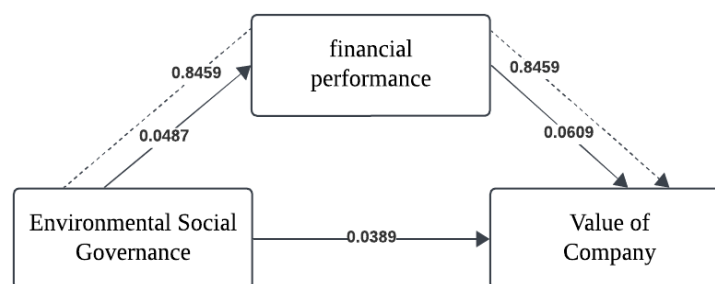 financial
performance
0.8459
0.8459
0.0487
0.0609
Environmental Social
Governance
0.0389
Value of
Company